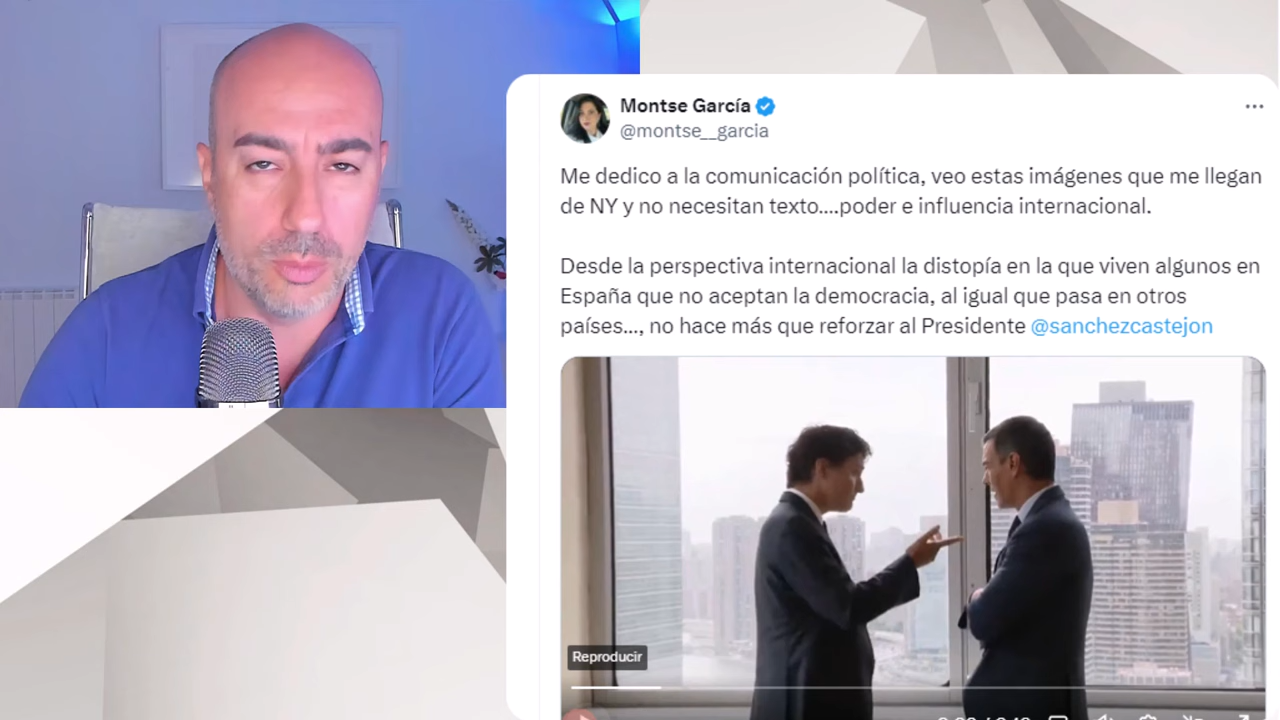 Montse García
@montse__garcia
Me dedico a la comunicación política, veo estas imágenes que me llegan
de NY y no necesitan texto....poder e influencia internacional.
Desde la perspectiva internacional la distopía en la que viven algunos en
España que no aceptan la democracia, al igual que pasa en otros
países..., no hace más que reforzar al Presidente @sanchezcastejon
Reproducir